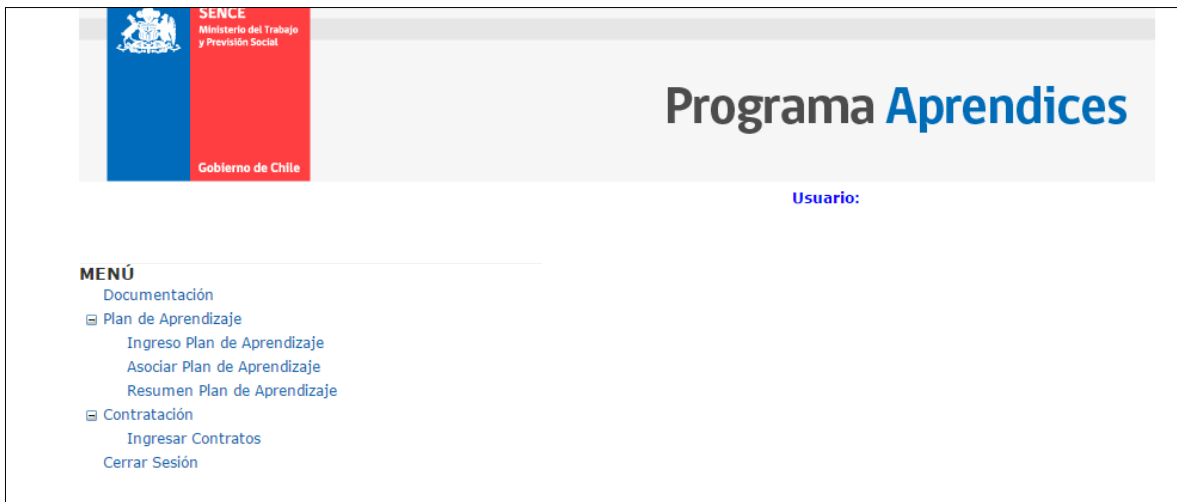 SENCE
Ministerio del Trabajo
y Previsión Social
Programa Aprendices
Gobierno de Chile
Usuario:
MENÚ
Documentación
Plan de Aprendizaje
Ingreso Plan de Aprendizaje
Asociar Plan de Aprendizaje
Resumen Plan de Aprendizaje
Contratación
Ingresar Contratos
Cerrar Sesión